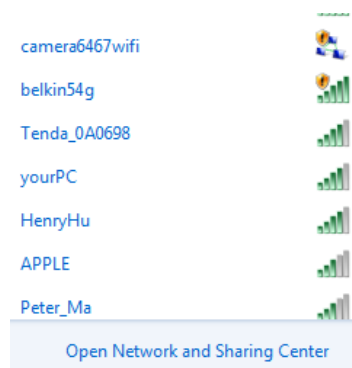 camera6467wifi
belkin54g
Tenda_0A0698
yourPC
HenryHu
APPLE
Peter_Ma
Open Network and Sharing Center